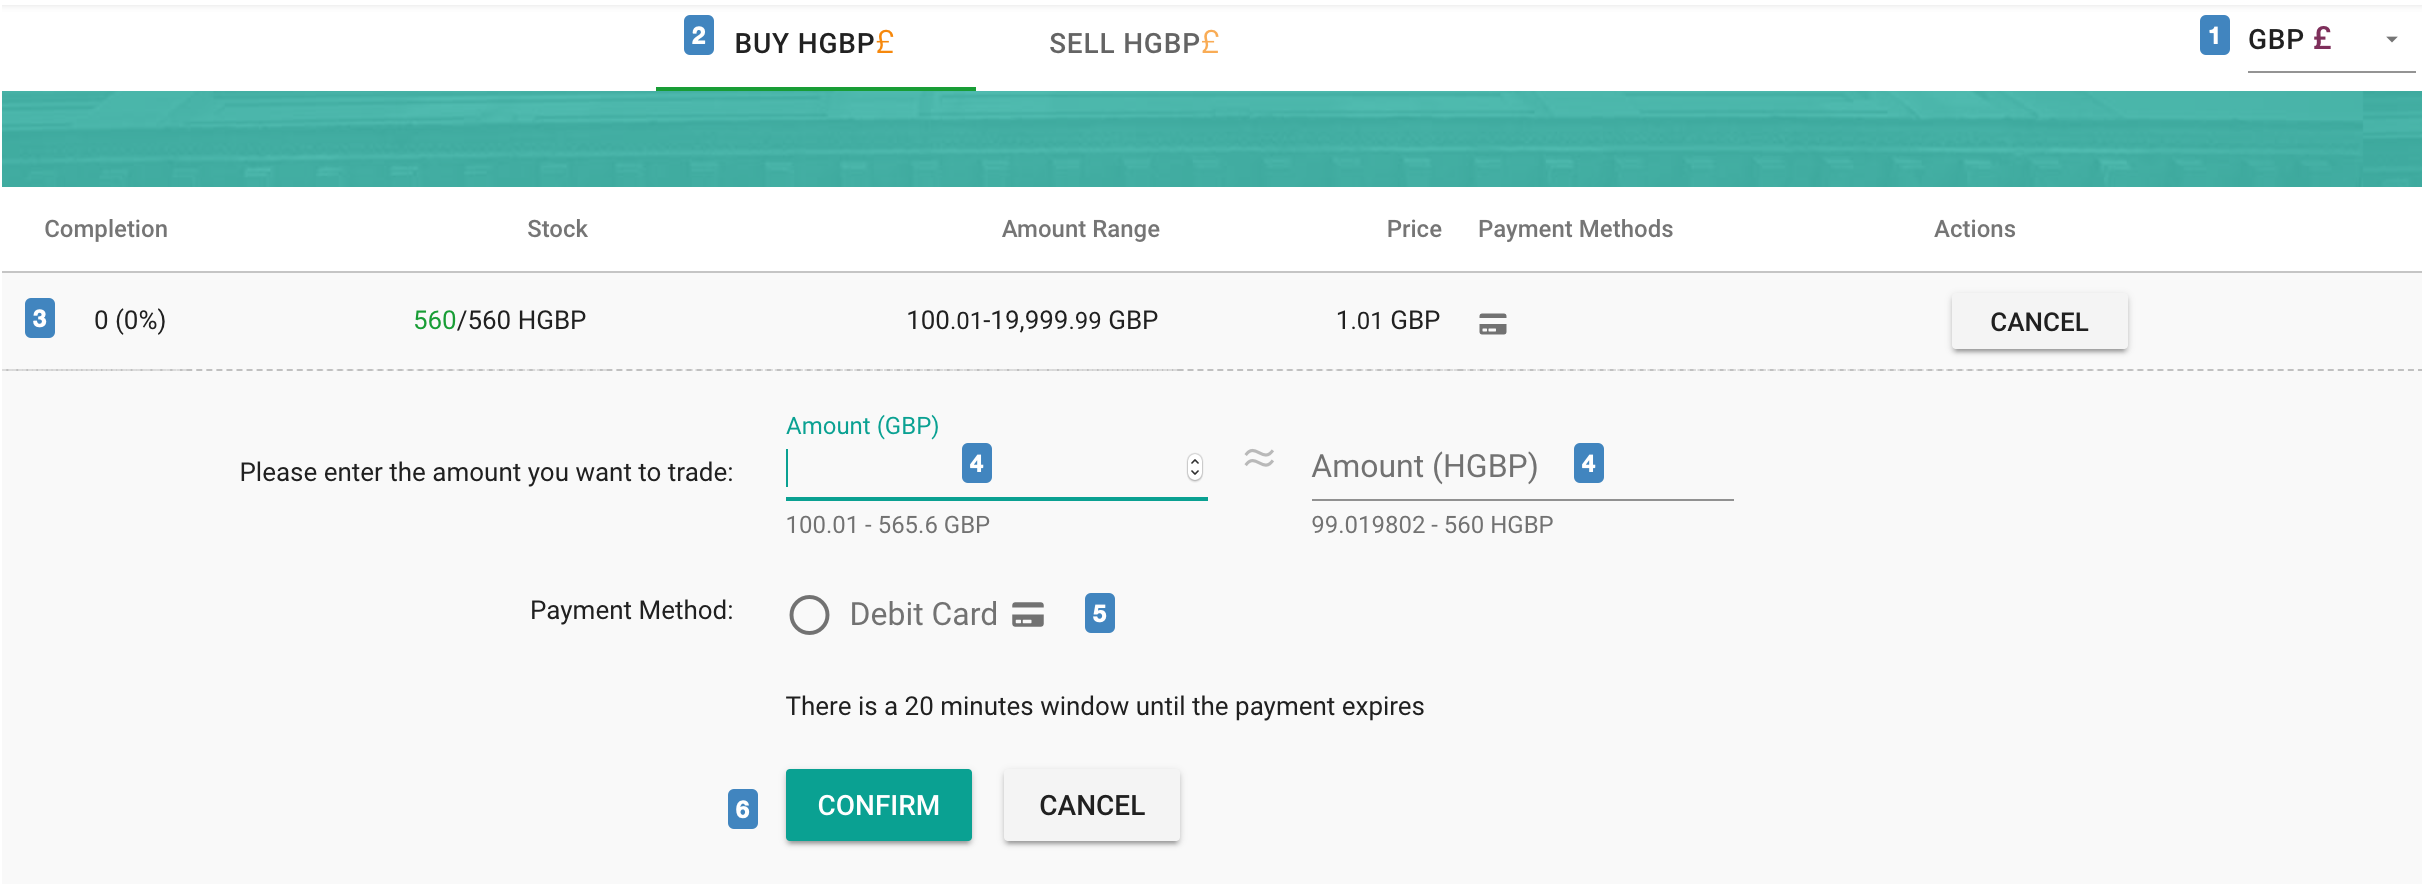 2 BUY HGBP£ SELL HGBP£ 1 GBP £
Completion Stock Amount Range Price Payment Methods Actions
3 0 (0%) 560/560 HGBP 100.01-19,999.99 GBP 1.01 GBP CANCEL
Amount (GBP)
Please enter the amount you want to trade: 4 ≈ Amount (HGBP) 4
100.01 - 565.6 GBP 99.019802 - 560 HGBP
Payment Method: Debit Card 5
There is a 20 minutes window until the payment expires
6 CONFIRM CANCEL